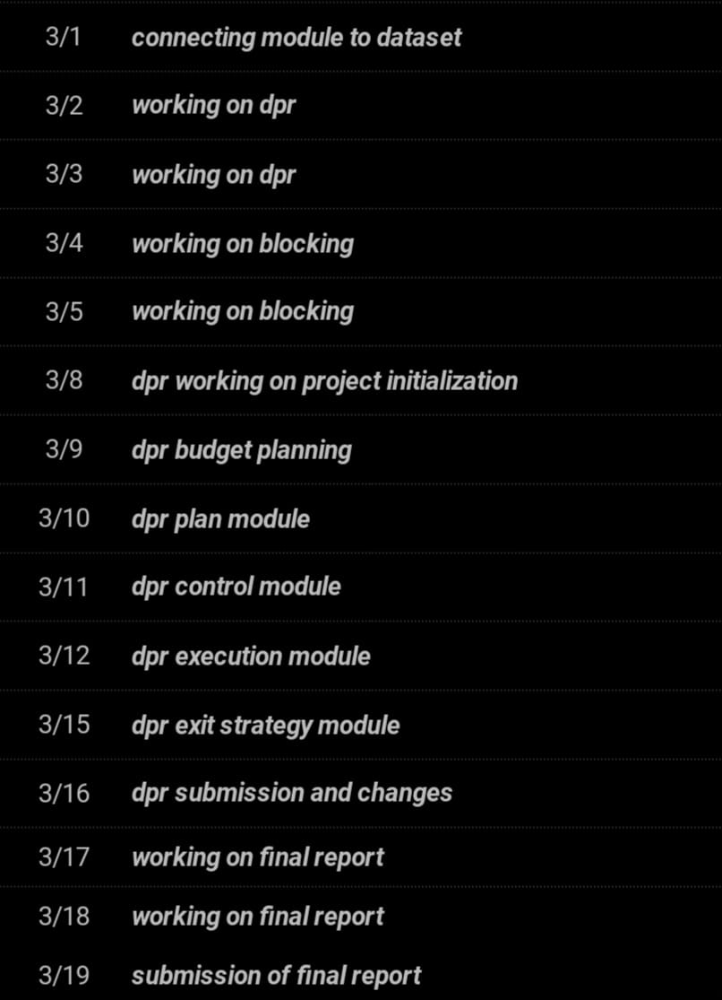 3/1 connecting module to dataset
3/2 working on dpr
3/3 working on dpr
3/4 working on blocking
3/5 working on blocking
3/8 dpr working on project initialization
3/9 dpr budget planning
3/10 dpr plan module
3/11 dpr control module
3/12 dpr execution module
3/15 dpr exit strategy module
3/16 dpr submission and changes
3/17 working on final report
3/18 working on final report
3/19 submission of final report